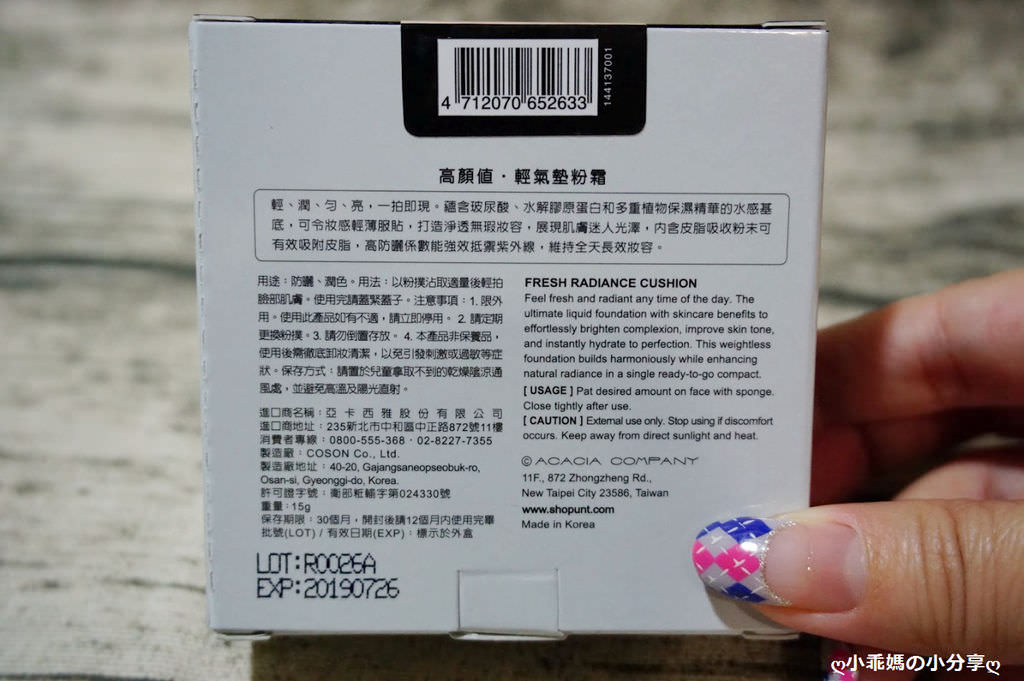 4 712070 652633
144137001
高顏值・輕氣墊粉霜
輕、潤、勻、亮，一拍即現。蘊含玻尿酸、水解膠原蛋白和多重植物保濕精華的水感基
底，可令妝感輕薄服貼，打造淨透無瑕妝容，展現肌膚迷人光澤，內含皮脂吸收粉末可
有效吸附皮脂，高防曬係數能強效抵禦紫外線，維持全天長效妝容。
用途：防曬、潤色。用法：以粉撲沾取適量後輕拍
臉部肌膚。使用完請蓋緊蓋子。注意事項：1. 限外
用。使用此產品如有不適，請立即停用。 2. 請定期
更換粉撲。3. 請勿倒置存放。 4. 本產品非保養品，
使用後需徹底卸妝清潔，以免引發刺激或過敏等症
狀。保存方式：請置於兒童拿取不到的乾燥陰涼通
風處，並避免高溫及陽光直射。
進口商名稱：亞卡西雅股份有限公司
進口商地址：235新北市中和區中正路872號11樓
消費者專線：0800-555-368・02-8227-7355
製造廠：COSON Co., Ltd.
製造廠地址：40-20, Gajangsaneopseobuk-ro,
Osan-si, Gyeonggi-do, Korea.
許可證字號：衛部粧輸字第024330號
重量：15g
保存期限：30個月，開封後請12個月內使用完畢
批號(LOT) / 有效日期(EXP)：標示於外盒
LOT:R0026A
EXP:20190726
FRESH RADIANCE CUSHION
Feel fresh and radiant any time of the day. The
ultimate liquid foundation with skincare benefits to
effortlessly brighten complexion, improve skin tone,
and instantly hydrate to perfection. This weightless
foundation builds harmoniously while enhancing
natural radiance in a single ready-to-go compact.
[ USAGE ] Pat desired amount on face with sponge.
Close tightly after use.
[ CAUTION ] External use only. Stop using if discomfort
occurs. Keep away from direct sunlight and heat.
© ACACIA COMPANY
11F., 872 Zhongzheng Rd.,
New Taipei City 23586, Taiwan
www.shopunt.com
Made in Korea
ღ小乖媽の小分享ღ